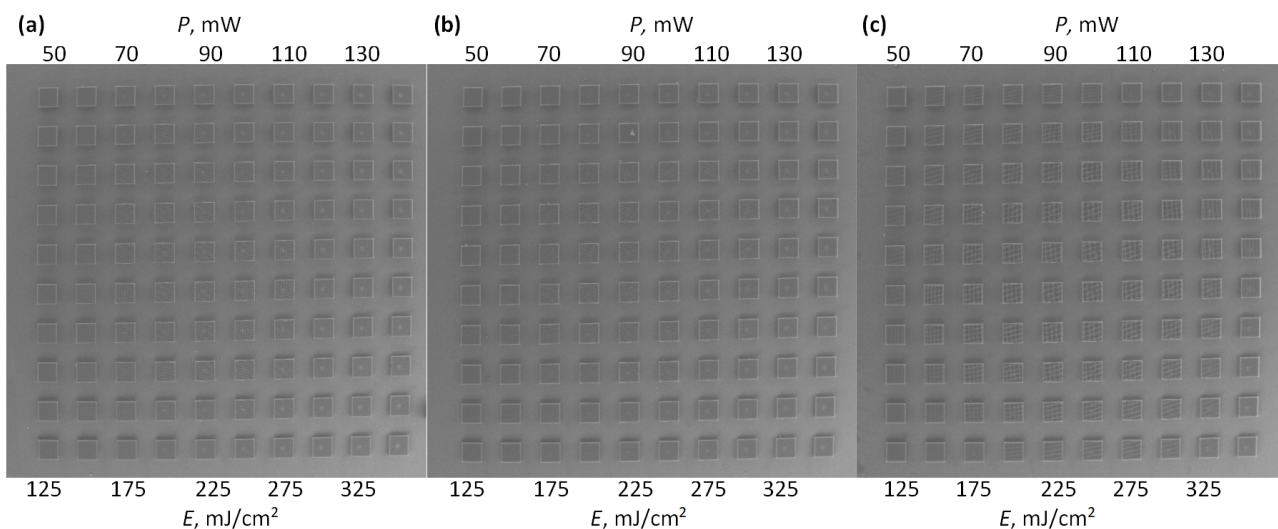 (a) P, mW (b) P, mW (c) P, mW
50 70 90 110 130 50 70 90 110 130 50 70 90 110 130
125 175 225 275 325 125 175 225 275 325 125 175 225 275 325
E, mJ/cm² E, mJ/cm² E, mJ/cm²